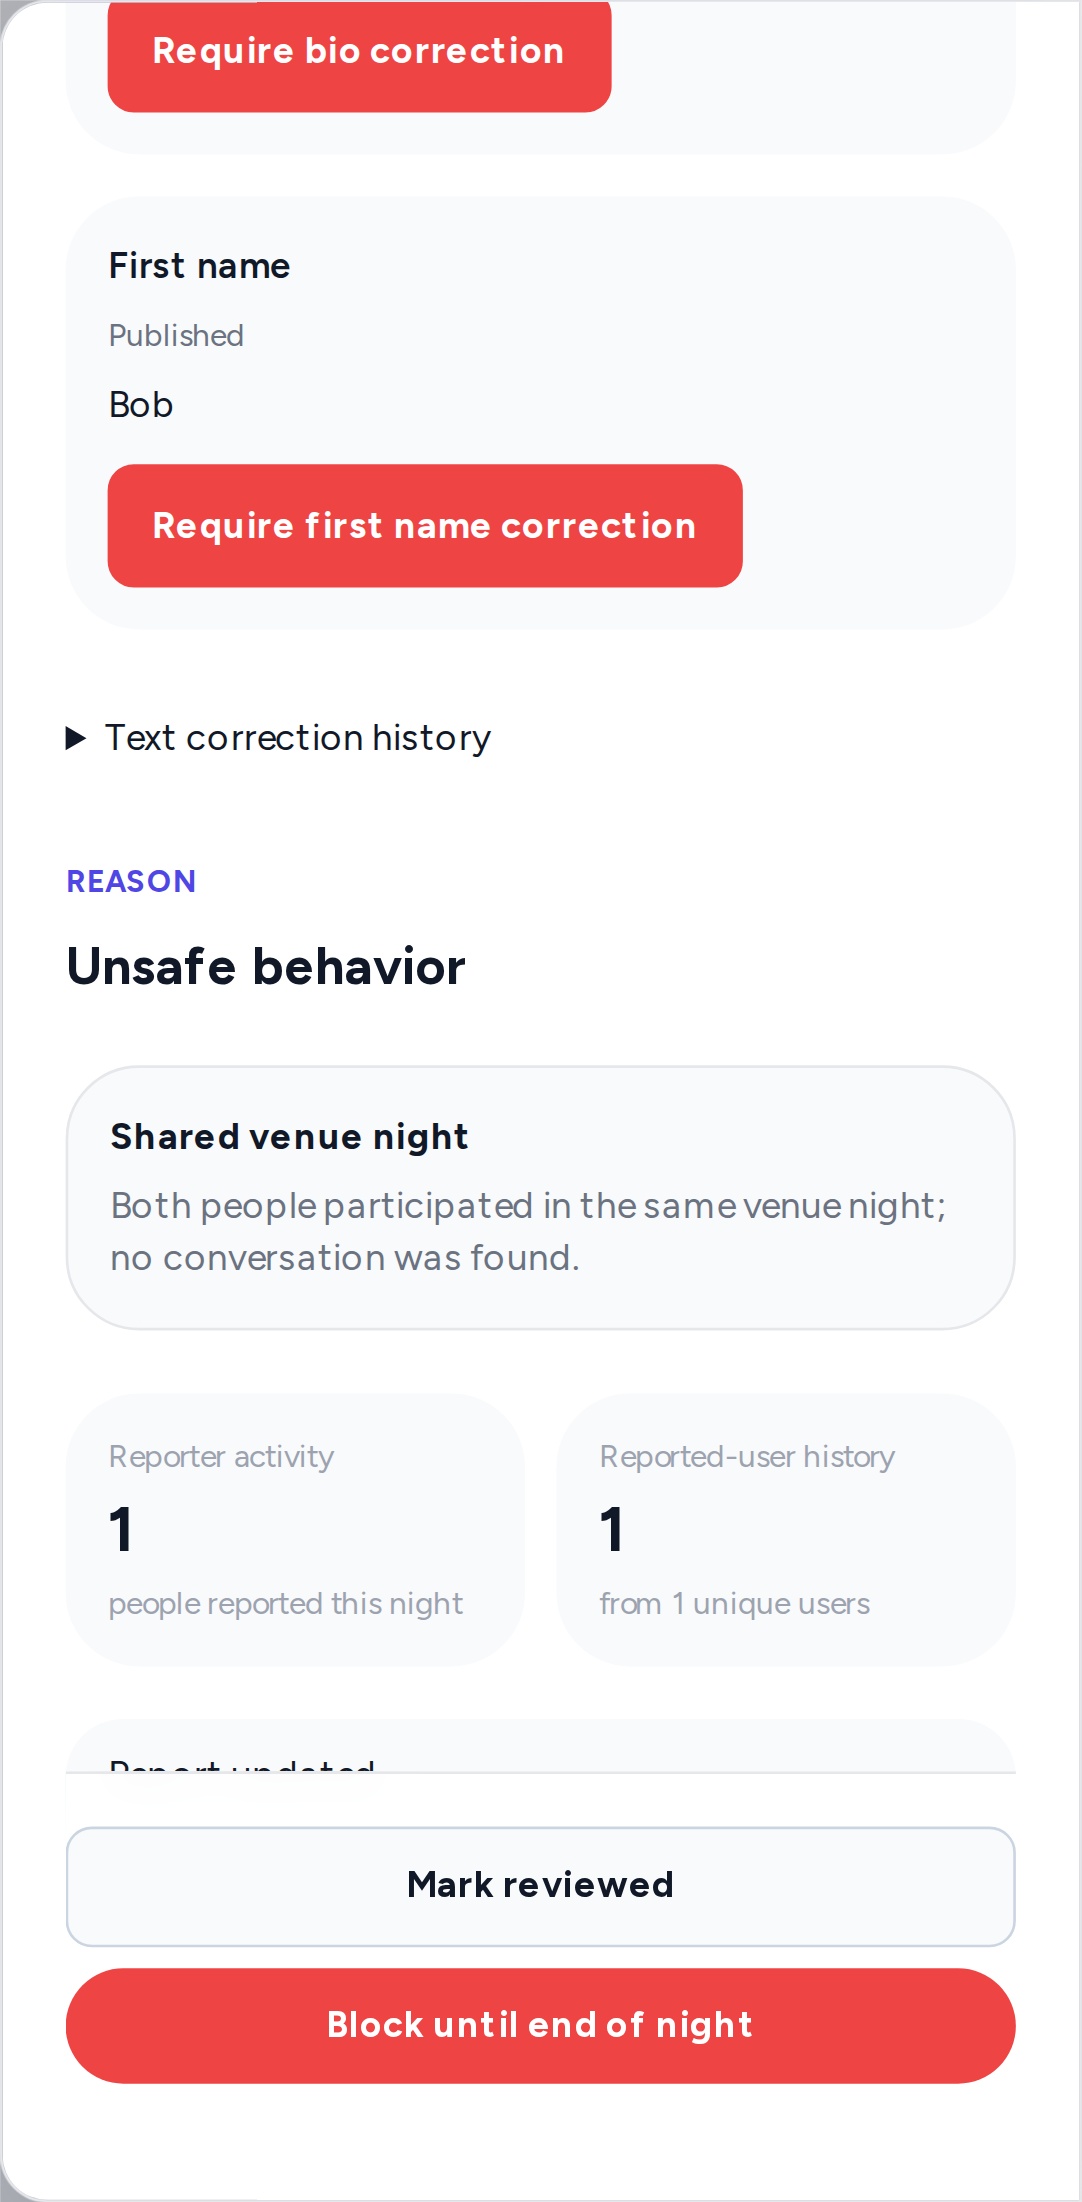 Require bio correction
First name
Published
Bob
Require first name correction
Text correction history
REASON
Unsafe behavior
Shared venue night
Both people participated in the same venue night;
no conversation was found.
Reporter activity
1
people reported this night
Reported-user history
1
from 1 unique users
Report updated
Mark reviewed
Block until end of night